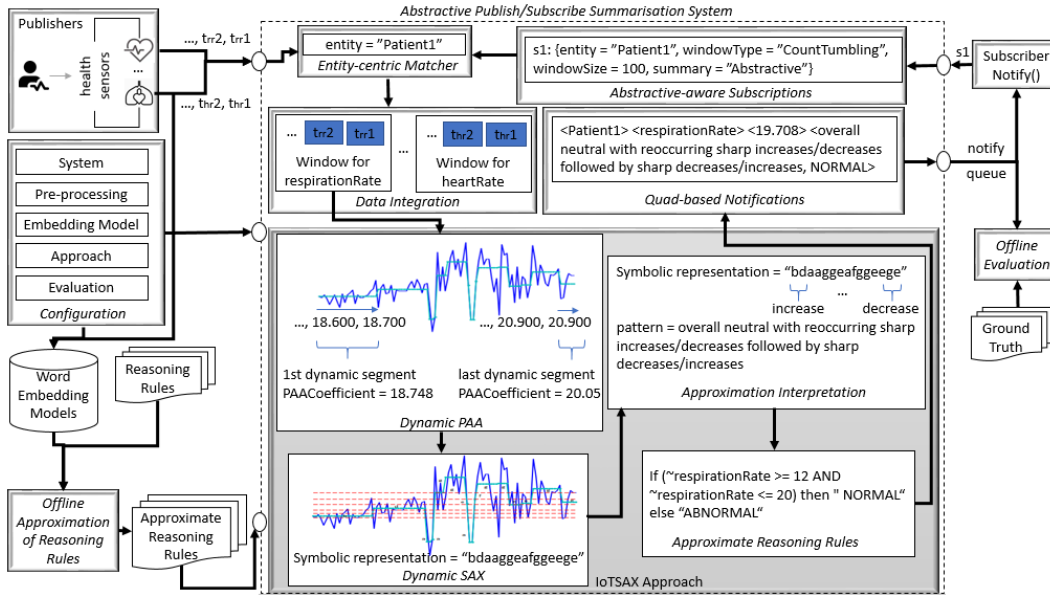 Abstractive Publish/Subscribe Summarisation System
Publishers
health
sensors
...
..., trr2, trr1
..., thr2, thr1
entity = "Patient1"
Entity-centric Matcher
s1: {entity = "Patient1", windowType = "CountTumbling",
windowSize = 100, summary = "Abstractive"}
Abstractive-aware Subscriptions
s1
Subscriber
Notify()
... trr2 trr1
Window for
respirationRate
...
... thr2 thr1
Window for
heartRate
Data Integration
<Patient1> <respirationRate> <19.708> <overall
neutral with reoccurring sharp increases/decreases
followed by sharp decreases/increases, NORMAL>
Quad-based Notifications
notify
queue
System
Pre-processing
Embedding Model
Approach
Evaluation
Configuration
Offline
Evaluation
Ground
Truth
..., 18.600, 18.700
..., 20.900, 20.900
1st dynamic segment
PAACoefficient = 18.748
last dynamic segment
PAACoefficient = 20.05
Dynamic PAA
Symbolic representation = "bdaaggeafggeege"
increase
...
decrease
pattern = overall neutral with reoccurring sharp
increases/decreases followed by sharp
decreases/increases
Approximation Interpretation
Word
Embedding
Models
Reasoning
Rules
Offline
Approximation
of Reasoning
Rules
Approximate
Reasoning
Rules
Symbolic representation = "bdaaggeafggeege"
Dynamic SAX
If (~respirationRate >= 12 AND
~respirationRate <= 20) then " NORMAL"
else "ABNORMAL"
Approximate Reasoning Rules
IoTSAX Approach